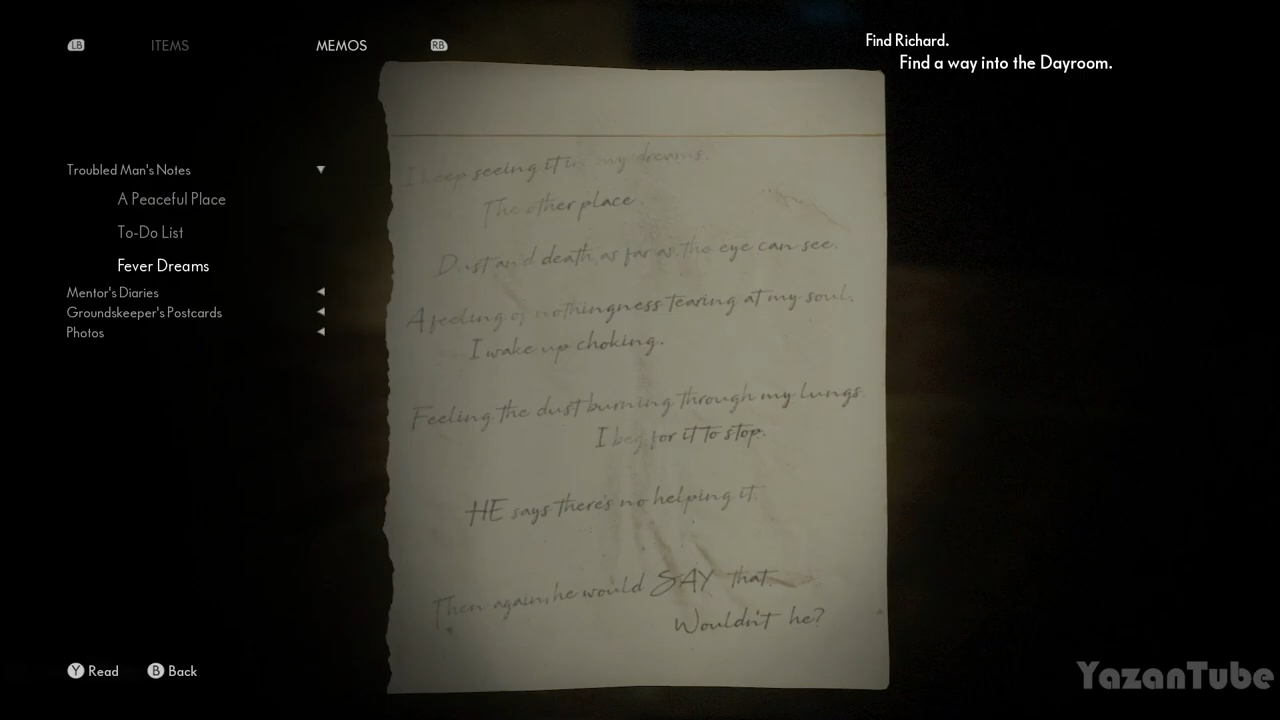 LB
ITEMS
MEMOS
RB
Find Richard.
Find a way into the Dayroom.
Troubled Man's Notes
A Peaceful Place
To-Do List
Fever Dreams
Mentor's Diaries
Groundskeeper's Postcards
Photos
I keep seeing it in my dreams.
The other place.
Dust and death, as far as the eye can see.
A feeling of nothingness tearing at my soul.
I wake up choking.
Feeling the dust burning through my lungs.
I beg for it to stop.
HE says there's no helping it.
Then again, he would SAY that.
Wouldn't he?
Y Read
B Back
YazanTube